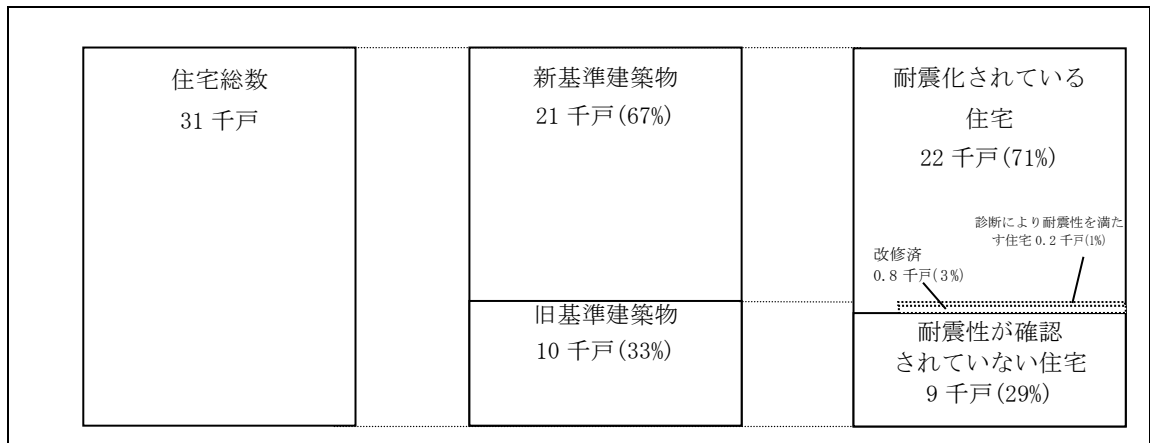 住宅総数
31 千戸
新基準建築物
21 千戸(67%)
旧基準建築物
10 千戸(33%)
耐震化されている
住宅
22 千戸(71%)
診断により耐震性を満た
す住宅 0.2 千戸(1%)
改修済
0.8 千戸(3%)
耐震性が確認
されていない住宅
9 千戸(29%)